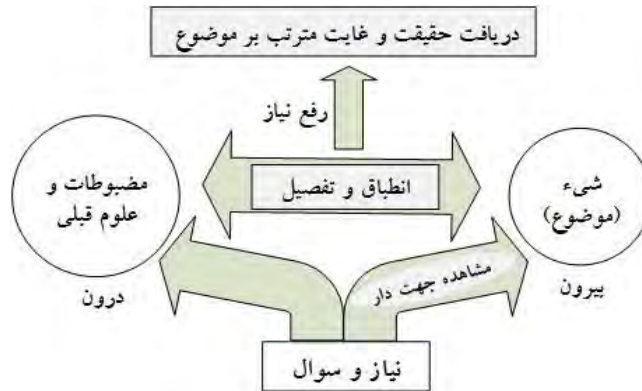 دریافت حقیقت و غایت مترتب بر موضوع
رفع نیاز
شیء
(موضوع)
انطباق و تفصیل
مضبوطات و
علوم قبلی
مشاهده جهت دار
بیرون
درون
نیاز و سوال